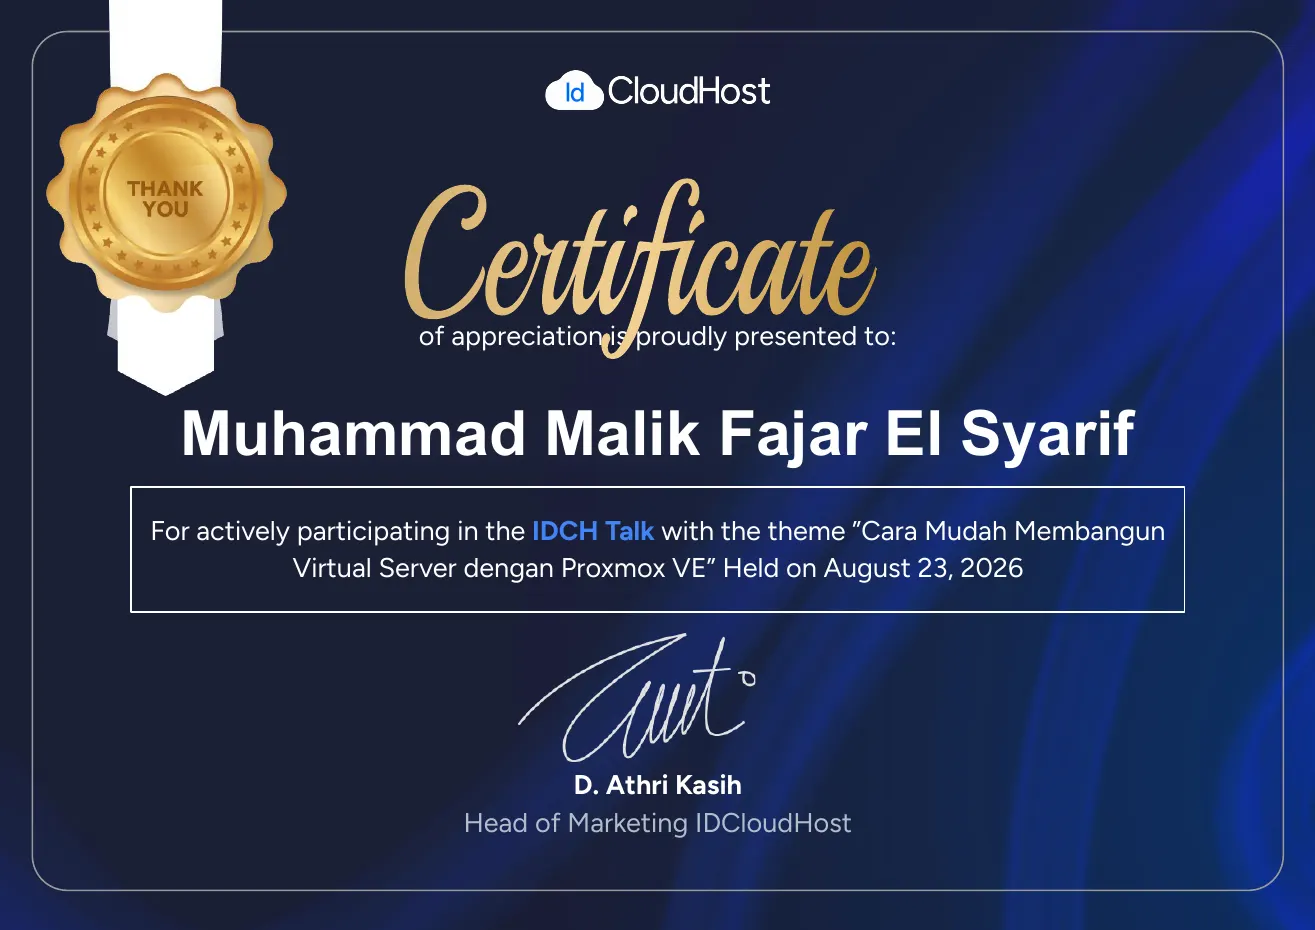 Id CloudHost
THANK
YOU
Certificate
of appreciation is proudly presented to:
Muhammad Malik Fajar El Syarif
For actively participating in the IDCH Talk with the theme ”Cara Mudah Membangun
Virtual Server dengan Proxmox VE” Held on August 23, 2026
D. Athri Kasih
Head of Marketing IDCloudHost